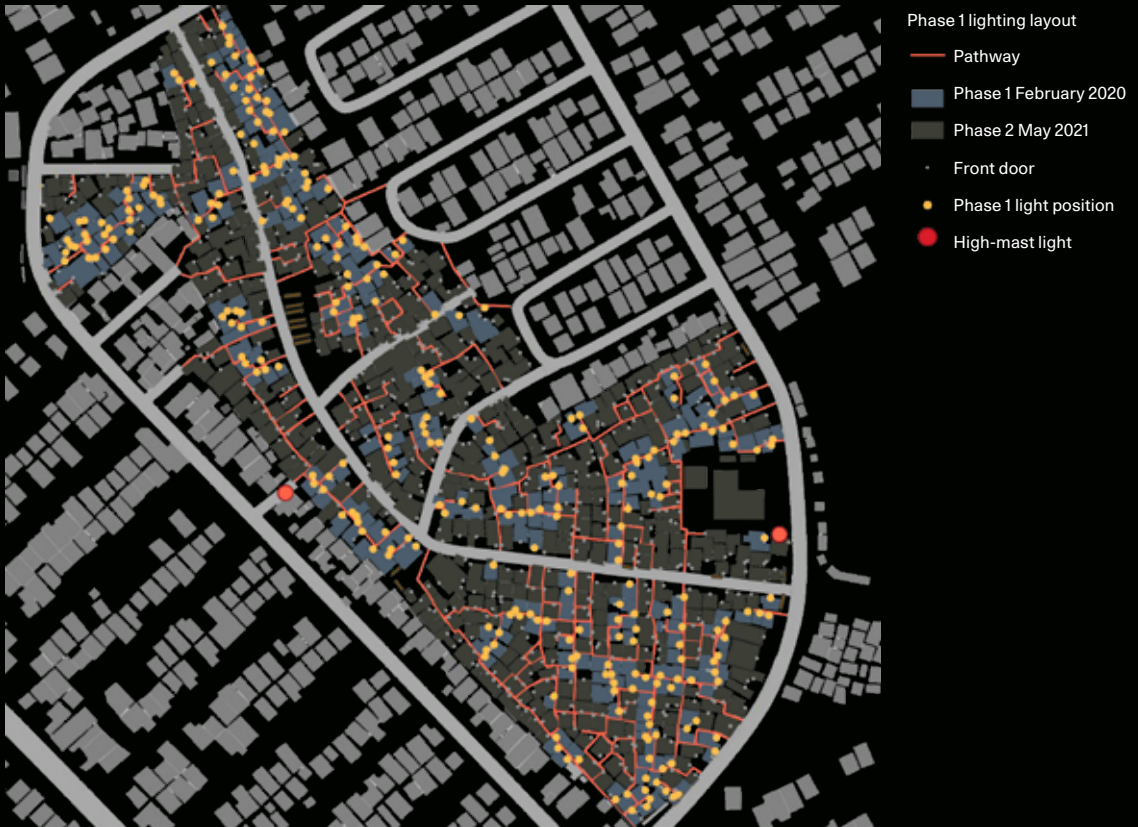 Phase 1 lighting layout
Pathway
Phase 1 February 2020
Phase 2 May 2021
Front door
Phase 1 light position
High-mast light